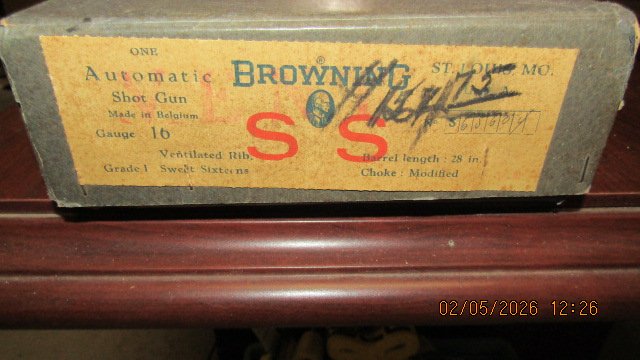 ONE
Automatic
Shot Gun
Made in Belgium
Gauge 16
BROWNING
®
ST. LOUIS, MO.
S S
Ventilated Rib,
Grade I Sweet Sixteens
Barrel length : 28 in.
Choke : Modified
02/05/2026 12:26